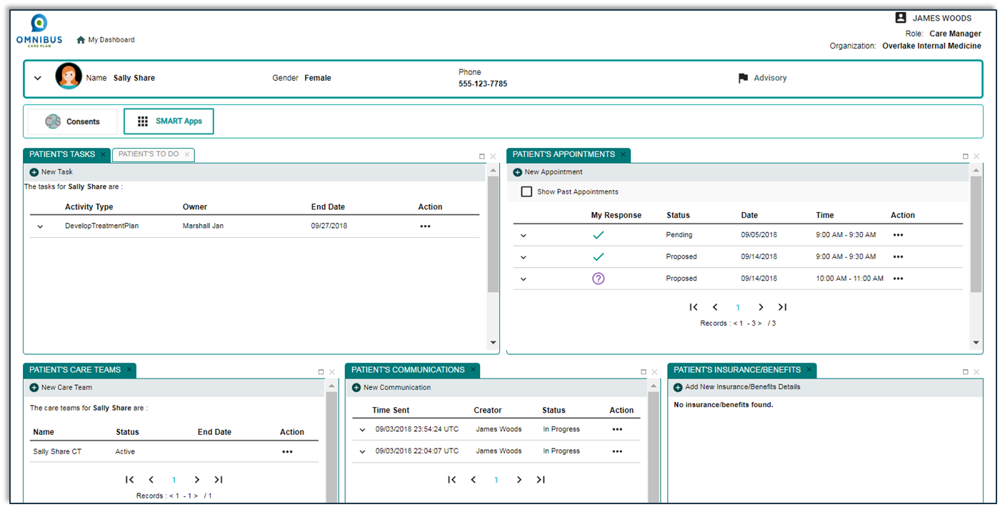 JAMES WOODS
OMNIBUS
CARE PLAN
My Dashboard
Role: Care Manager
Organization: Overlake Internal Medicine
Name Sally Share Gender Female Phone 555-123-7785 Advisory
Consents SMART Apps
PATIENT'S TASKS × PATIENT'S TO DO ×
New Task
The tasks for Sally Share are :
Activity Type Owner End Date Action
DevelopTreatmentPlan Marshall Jan 09/27/2018 •••
PATIENT'S APPOINTMENTS ×
New Appointment
Show Past Appointments
My Response Status Date Time Action
Pending 09/05/2018 9:00 AM - 9:30 AM •••
Proposed 09/14/2018 9:00 AM - 9:30 AM •••
? Proposed 09/14/2018 10:00 AM - 11:00 AM •••
1
Records : < 1 - 3 > / 3
PATIENT'S CARE TEAMS ×
New Care Team
The care teams for Sally Share are :
Name Status End Date Action
Sally Share CT Active •••
1
Records : < 1 - 1 > / 1
PATIENT'S COMMUNICATIONS ×
New Communication
Time Sent Creator Status Action
09/03/2018 23:54:24 UTC James Woods In Progress •••
09/03/2018 22:04:07 UTC James Woods In Progress •••
1
PATIENT'S INSURANCE/BENEFITS ×
Add New Insurance/Benefits Details
No insurance/benefits found.